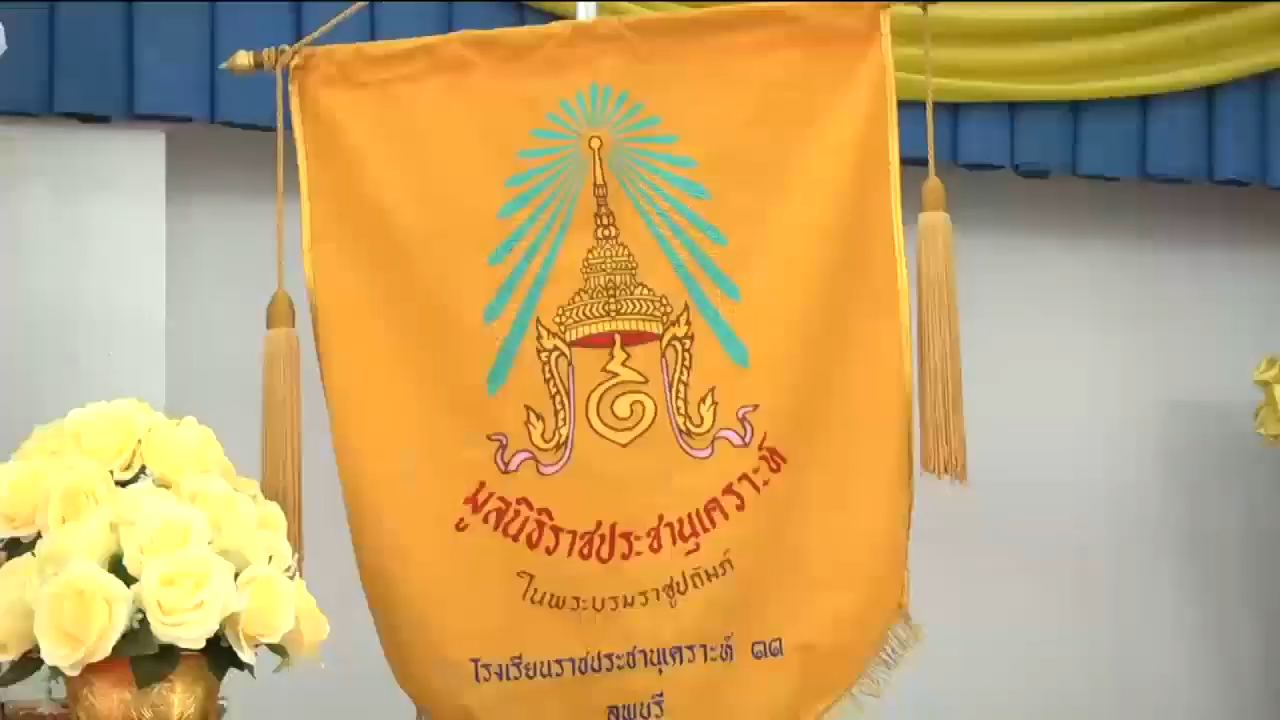 มูลนิธิราชประชานุเคราะห์
ในพระบรมราชูปถัมภ์
โรงเรียนราชประชานุเคราะห์ ๓๓
ลพบุรี